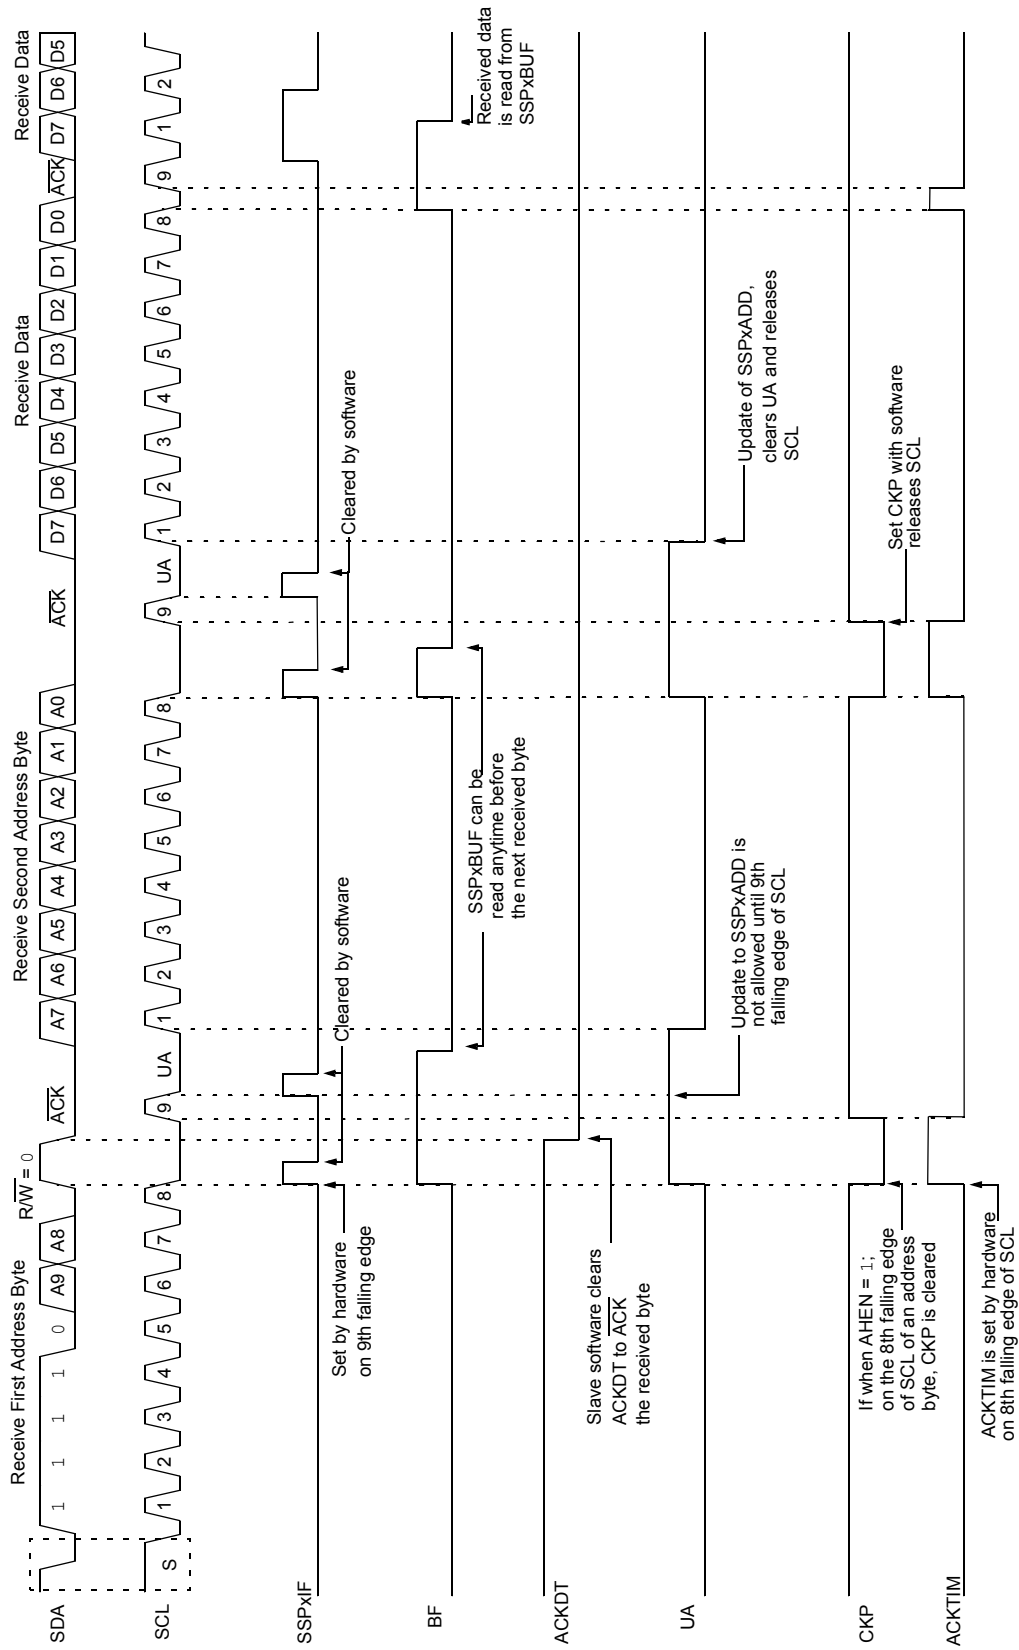 Receive First Address Byte
R/W = 0
Receive Second Address Byte
Receive Data
Receive Data
SDA
1
1
1
1
0
A9
A8
ACK
A7
A6
A5
A4
A3
A2
A1
A0
ACK
D7
D6
D5
D4
D3
D2
D1
D0
ACK
D7
D6
D5
SCL
S
1
2
3
4
5
6
7
8
9
UA
1
2
3
4
5
6
7
8
9
UA
1
2
3
4
5
6
7
8
9
1
2
SSPxIF
Set by hardware
on 9th falling edge
Cleared by software
Cleared by software
BF
SSPxBUF can be
read anytime before
the next received byte
Received data
is read from
SSPxBUF
ACKDT
Slave software clears
ACKDT to ACK
the received byte
UA
Update to SSPxADD is
not allowed until 9th
falling edge of SCL
Update of SSPxADD,
clears UA and releases
SCL
CKP
If when AHEN = 1;
on the 8th falling edge
of SCL of an address
byte, CKP is cleared
Set CKP with software
releases SCL
ACKTIM
ACKTIM is set by hardware
on 8th falling edge of SCL